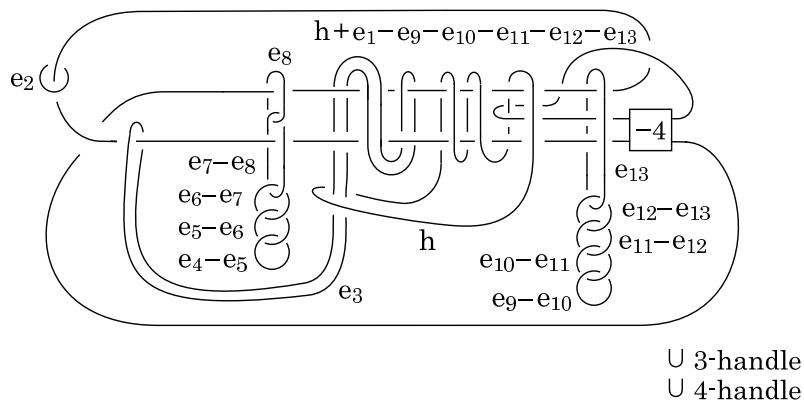 h+e₁−e₉−e₁₀−e₁₁−e₁₂−e₁₃
e₈
e₂
−4
e₇−e₈
e₁₃
e₆−e₇
e₁₂−e₁₃
e₅−e₆
h
e₁₁−e₁₂
e₄−e₅
e₁₀−e₁₁
e₃
e₉−e₁₀
∪ 3-handle
∪ 4-handle